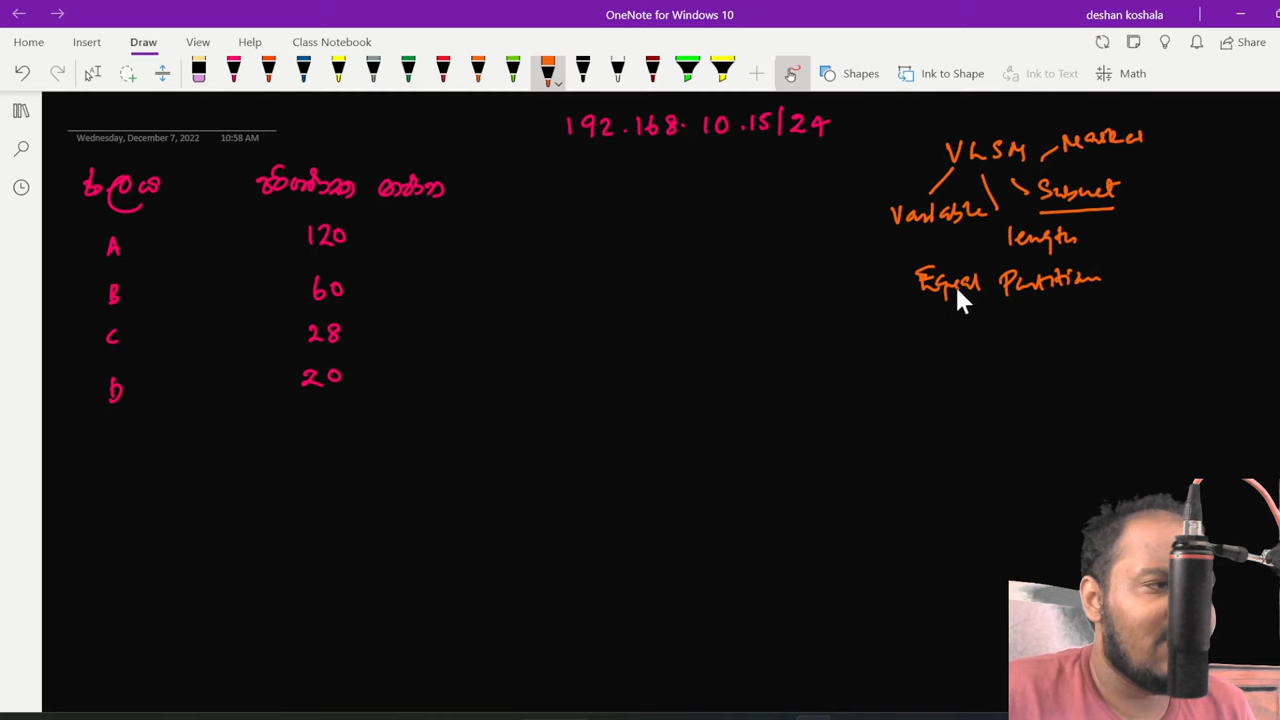 OneNote for Windows 10
deshan koshala
Home Insert Draw View Help Class Notebook
Share
Shapes Ink to Shape Ink to Text Math
Wednesday, December 7, 2022 10:58 AM
192.168.10.15/24
VLSM
Variable
Subnet
length
Equal Partition
A 120
B 60
C 28
D 20